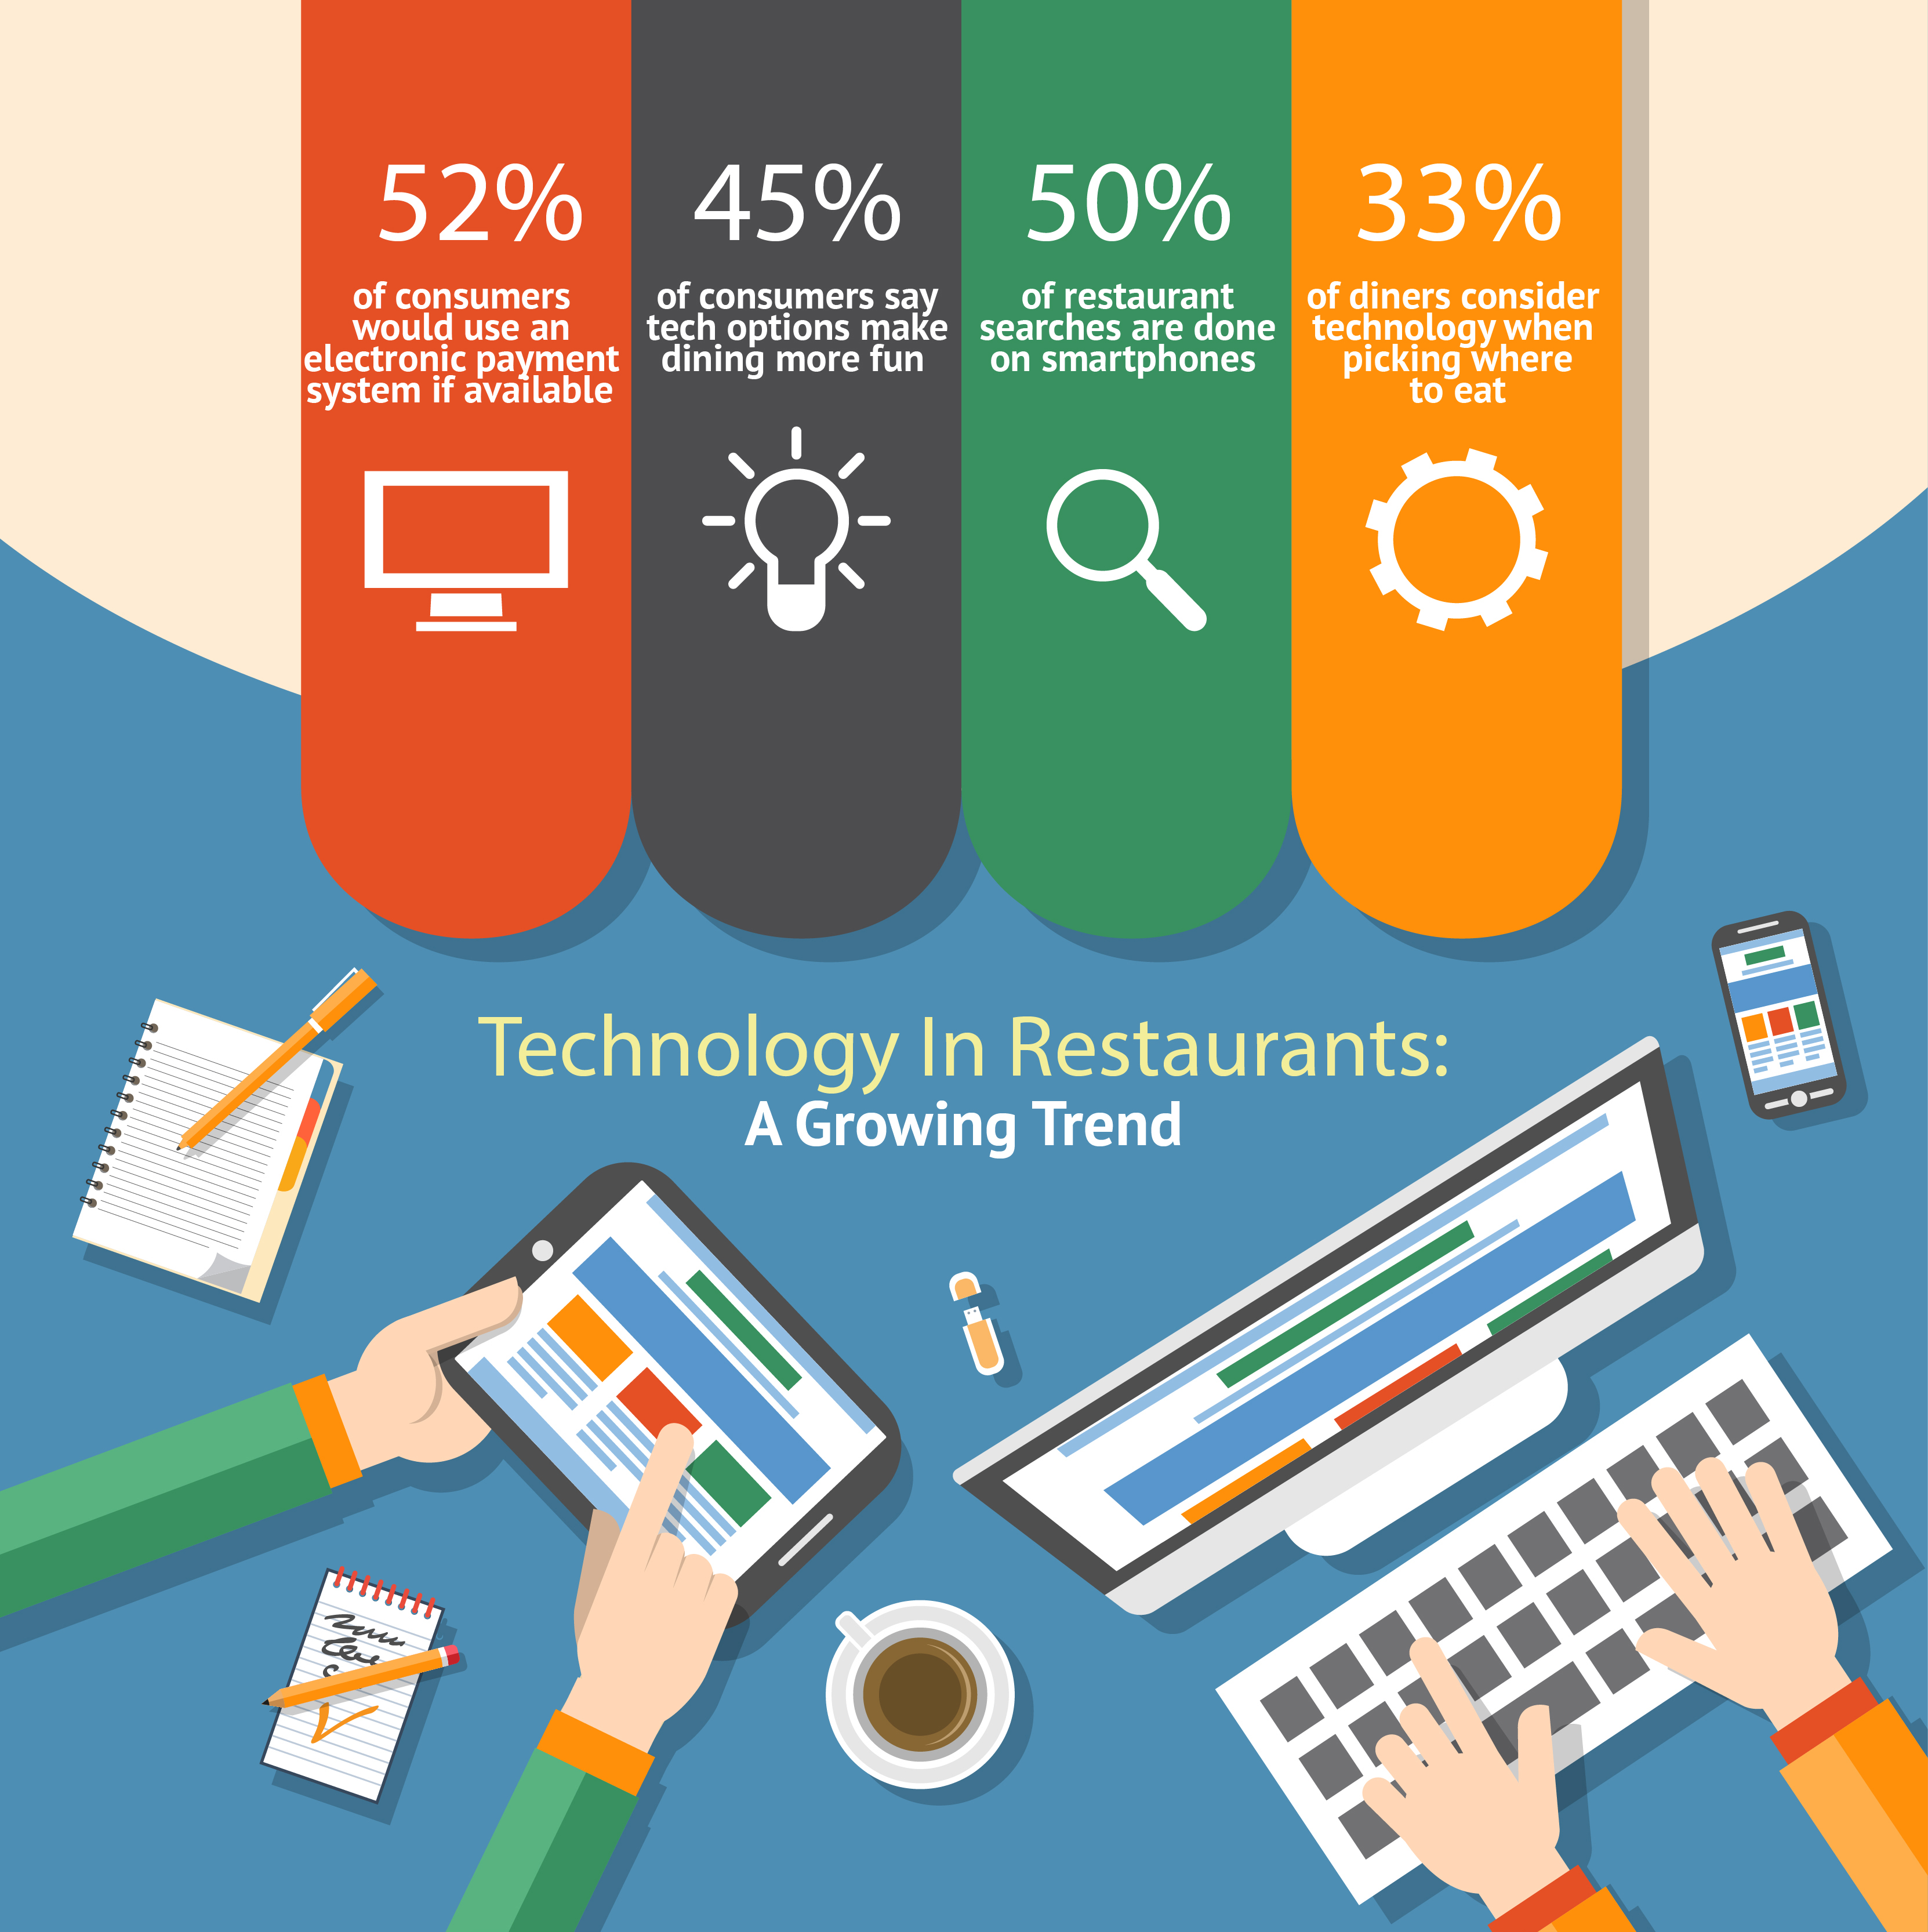 52%
of consumers
would use an
electronic payment
system if available
45%
of consumers say
tech options make
dining more fun
50%
of restaurant
searches are done
on smartphones
33%
of diners consider
technology when
picking where
to eat
Technology In Restaurants:
A Growing Trend